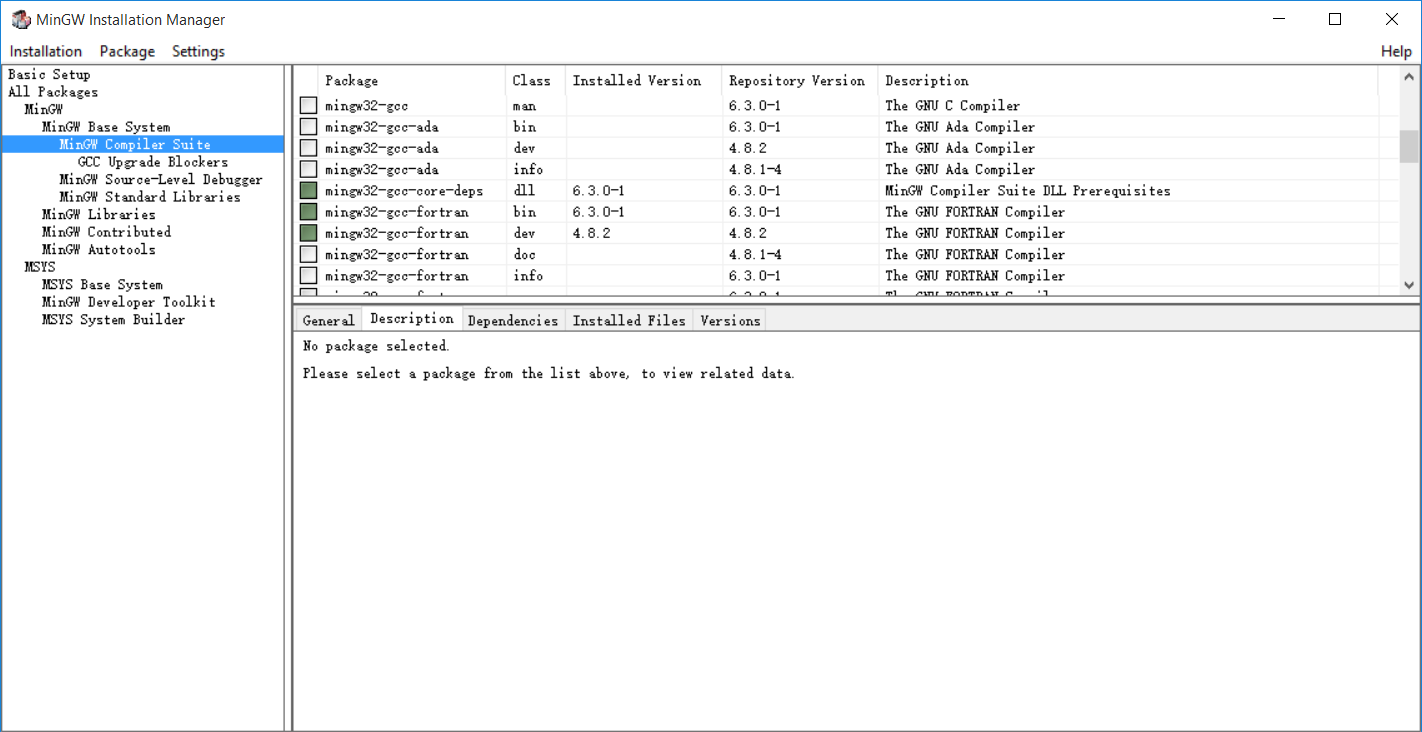 MinGW Installation Manager
Installation Package Settings Help
Basic Setup
All Packages
MinGW
MinGW Base System
MinGW Compiler Suite
GCC Upgrade Blockers
MinGW Source-Level Debugger
MinGW Standard Libraries
MinGW Libraries
MinGW Contributed
MinGW Autotools
MSYS
MSYS Base System
MinGW Developer Toolkit
MSYS System Builder
Package Class Installed Version Repository Version Description
mingw32-gcc man 6.3.0-1 The GNU C Compiler
mingw32-gcc-ada bin 6.3.0-1 The GNU Ada Compiler
mingw32-gcc-ada dev 4.8.2 The GNU Ada Compiler
mingw32-gcc-ada info 4.8.1-4 The GNU Ada Compiler
mingw32-gcc-core-deps dll 6.3.0-1 6.3.0-1 MinGW Compiler Suite DLL Prerequisites
mingw32-gcc-fortran bin 6.3.0-1 6.3.0-1 The GNU FORTRAN Compiler
mingw32-gcc-fortran dev 4.8.2 4.8.2 The GNU FORTRAN Compiler
mingw32-gcc-fortran doc 4.8.1-4 The GNU FORTRAN Compiler
mingw32-gcc-fortran info 6.3.0-1 The GNU FORTRAN Compiler
General Description Dependencies Installed Files Versions
No package selected.
Please select a package from the list above, to view related data.